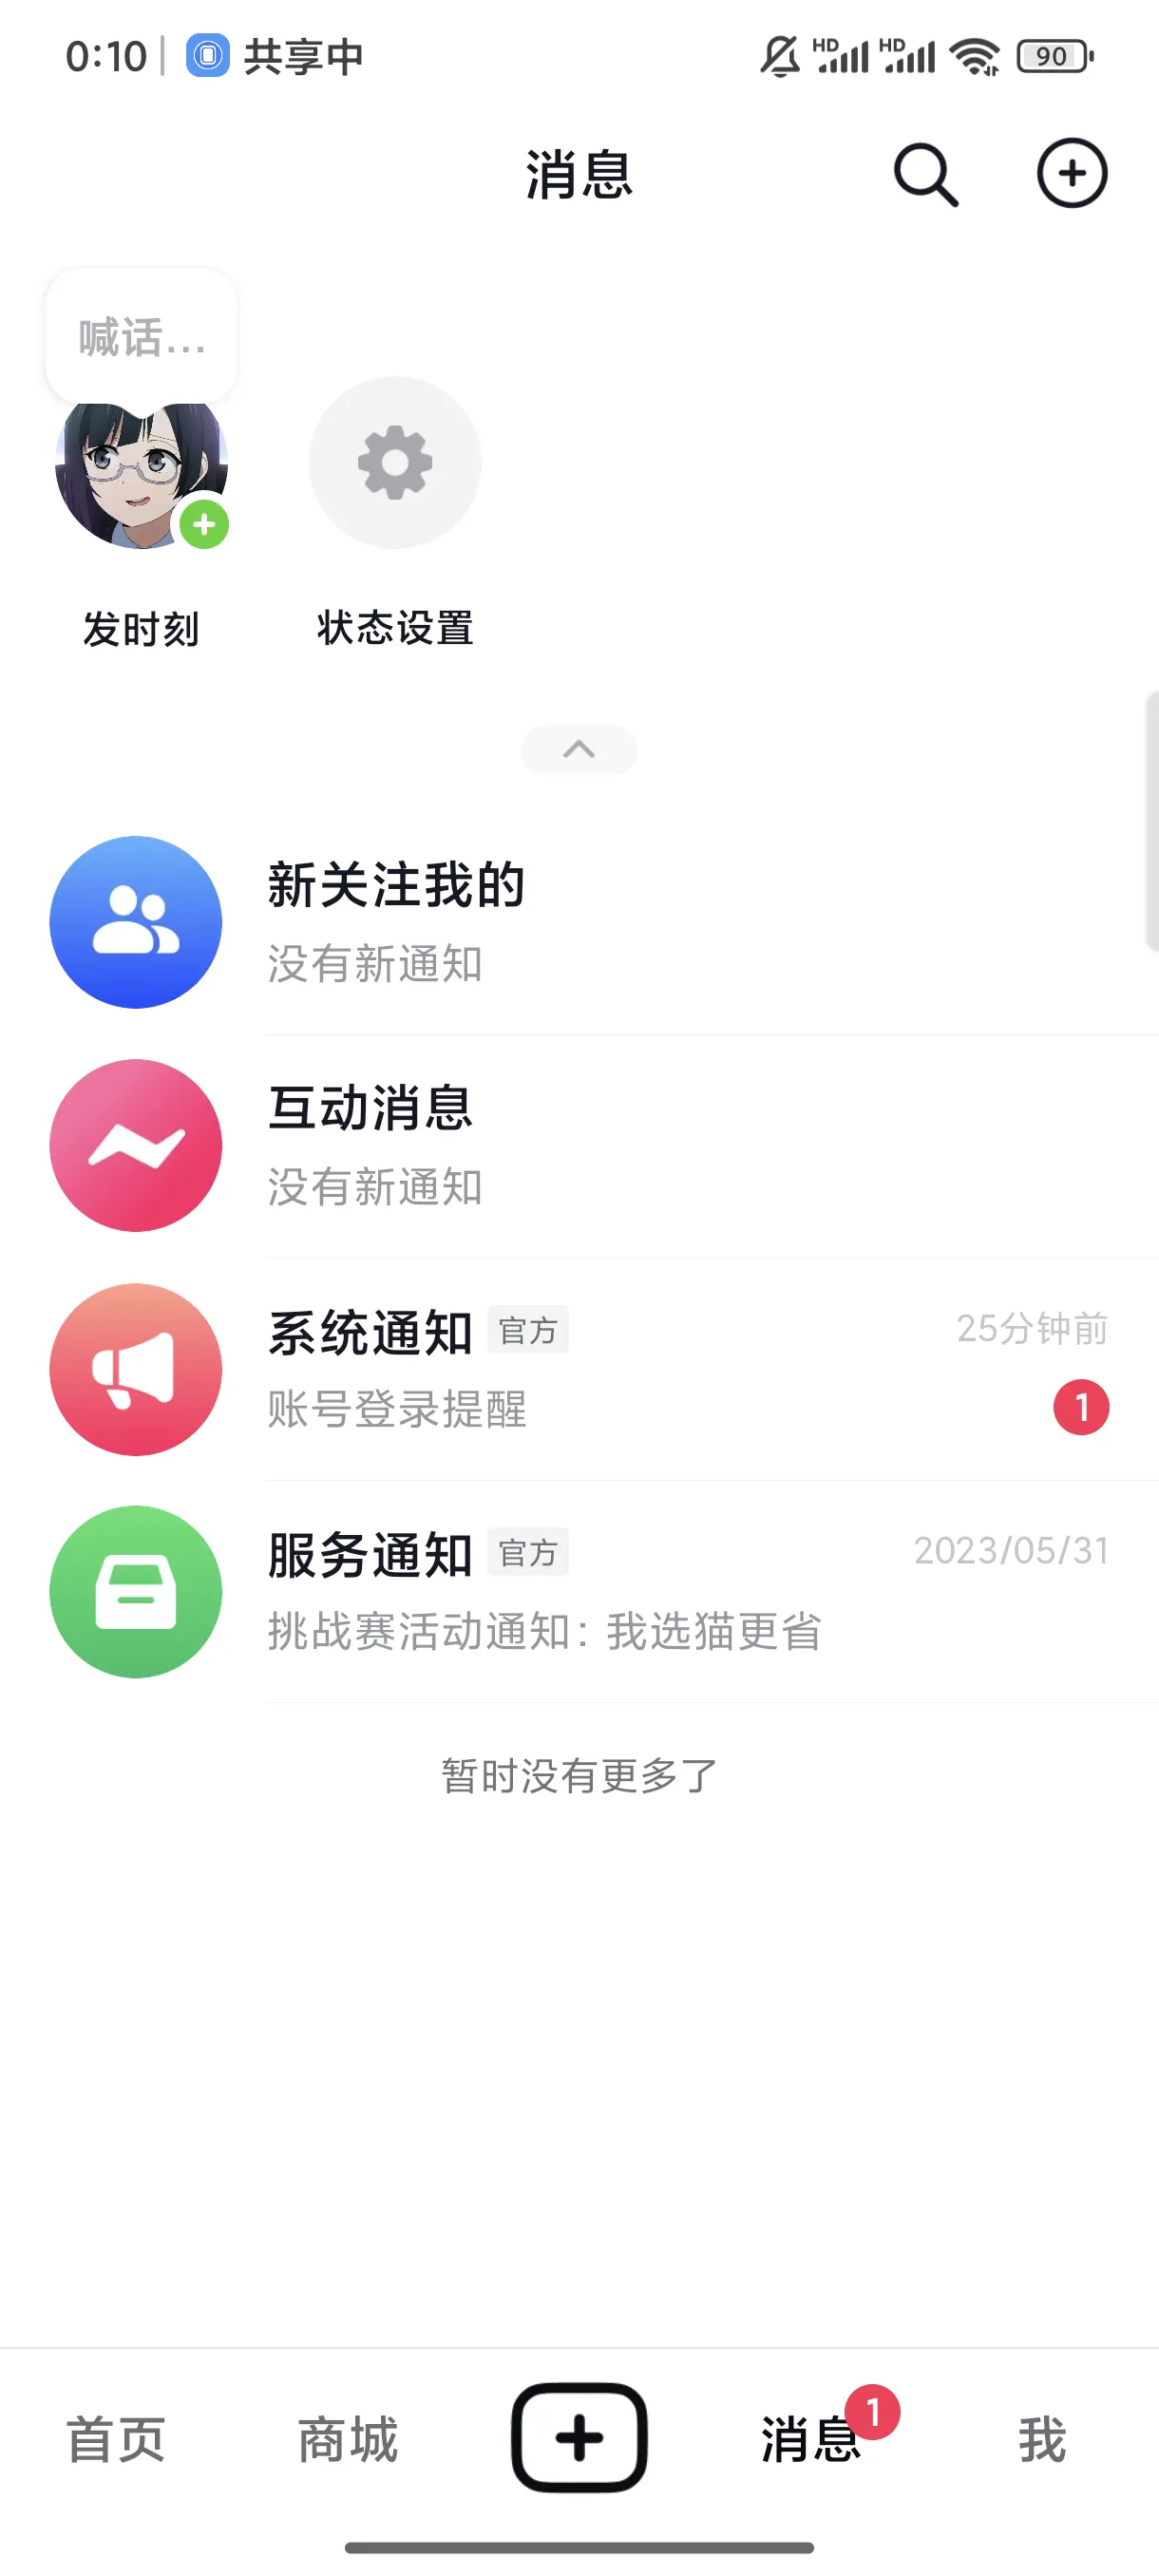 0:10 共享中 HD HD 90
消息
喊话...
发时刻 状态设置
新关注我的
没有新通知
互动消息
没有新通知
系统通知 官方 25分钟前
账号登录提醒 1
服务通知 官方 2023/05/31
挑战赛活动通知：我选猫更省
暂时没有更多了
首页 商城 消息 1 我